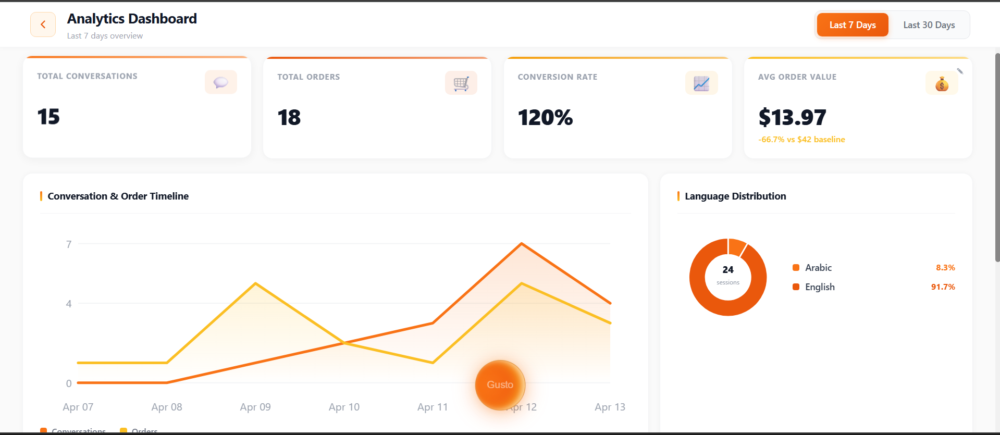 Analytics Dashboard
Last 7 days overview
Last 7 Days
Last 30 Days
TOTAL CONVERSATIONS
15
TOTAL ORDERS
18
CONVERSION RATE
120%
AVG ORDER VALUE
$13.97
-66.7% vs $42 baseline
Conversation & Order Timeline
7
4
0
Apr 07
Apr 08
Apr 09
Apr 10
Apr 11
Apr 12
Apr 13
Gusto
Conversations
Orders
Language Distribution
24
sessions
Arabic
8.3%
English
91.7%